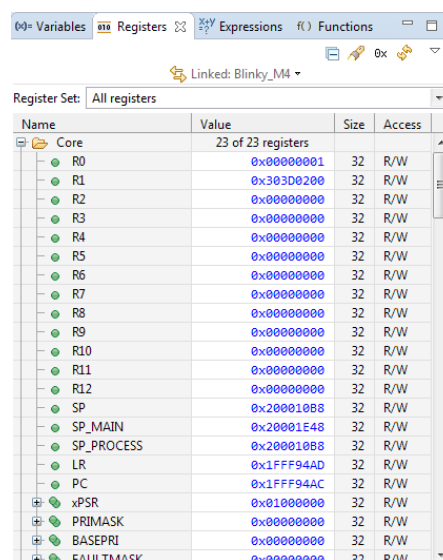 (x)= Variables 010 Registers X+Y =? Expressions f() Functions
0x
Linked: Blinky_M4
Register Set: All registers
Name Value Size Access
Core 23 of 23 registers
R0 0x00000001 32 R/W
R1 0x303D0200 32 R/W
R2 0x00000000 32 R/W
R3 0x00000000 32 R/W
R4 0x00000000 32 R/W
R5 0x00000000 32 R/W
R6 0x00000000 32 R/W
R7 0x00000000 32 R/W
R8 0x00000000 32 R/W
R9 0x00000000 32 R/W
R10 0x00000000 32 R/W
R11 0x00000000 32 R/W
R12 0x00000000 32 R/W
SP 0x200010B8 32 R/W
SP_MAIN 0x20001E48 32 R/W
SP_PROCESS 0x200010B8 32 R/W
LR 0x1FFF94AD 32 R/W
PC 0x1FFF94AC 32 R/W
xPSR 0x01000000 32 R/W
PRIMASK 0x00000000 32 R/W
BASEPRI 0x00000000 32 R/W
FAULTMASK 0x00000000 32 R/W